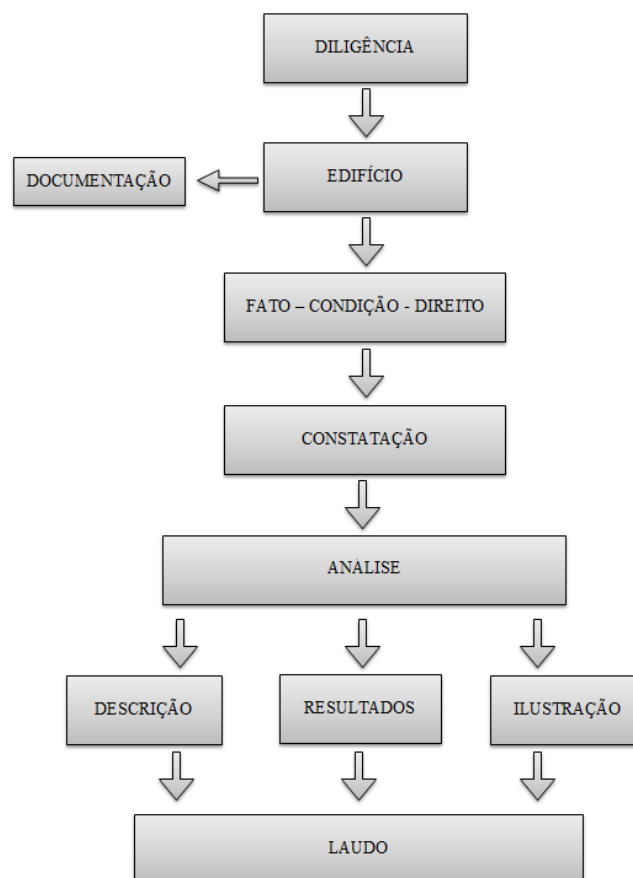 DILIGÊNCIA
EDIFÍCIO
DOCUMENTAÇÃO
FATO – CONDIÇÃO - DIREITO
CONSTATAÇÃO
ANÁLISE
DESCRIÇÃO
RESULTADOS
ILUSTRAÇÃO
LAUDO